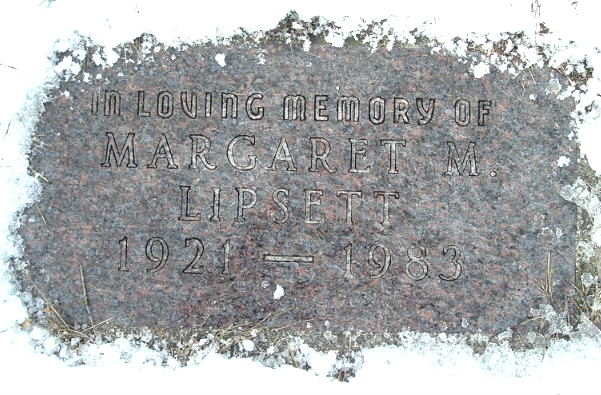 IN LOVING MEMORY OF
MARGARET M.
LIPSETT
1921 — 1983